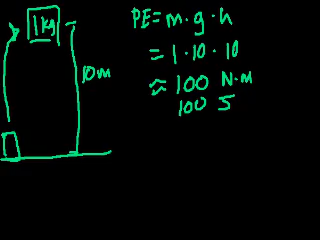 1kg
10m
PE = m · g · h
= 1 · 10 · 10
≈ 100 N·m
100 J